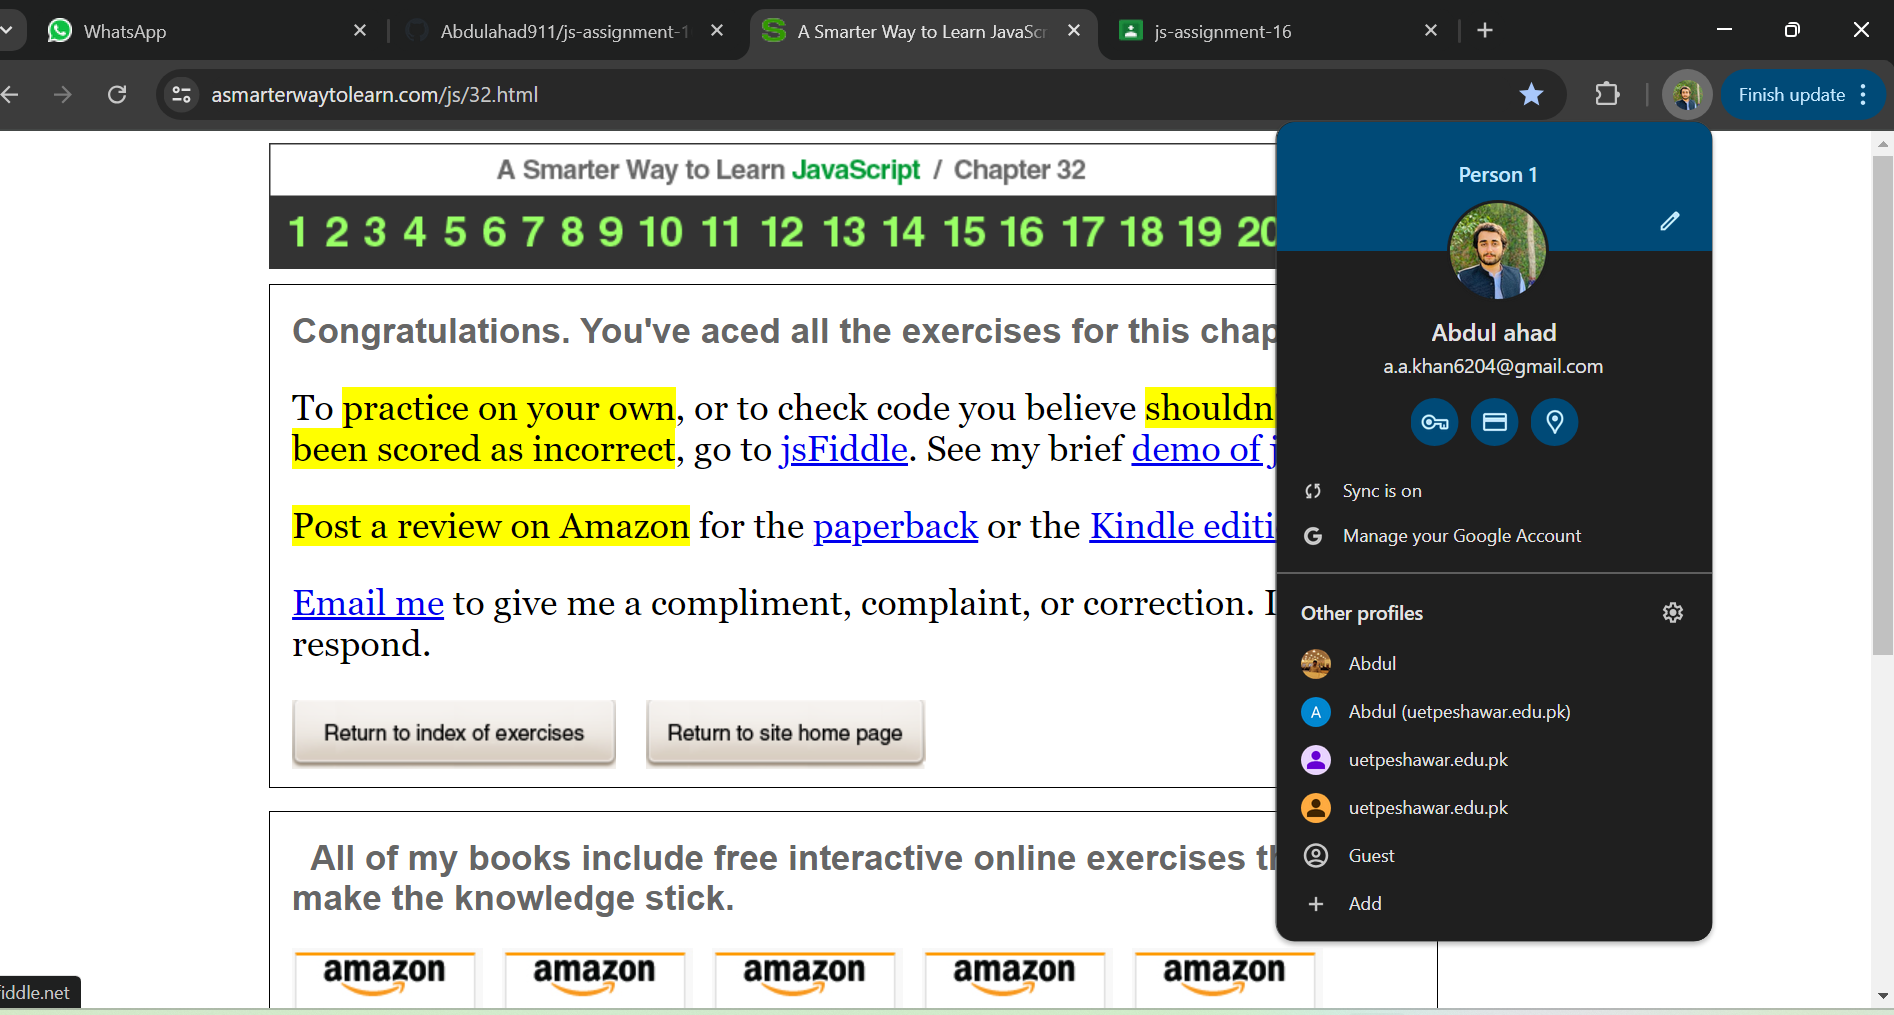 WhatsApp
Abdulahad911/js-assignment-1
A Smarter Way to Learn JavaSc
js-assignment-16
asmarterwaytolearn.com/js/32.html
Finish update
A Smarter Way to Learn JavaScript / Chapter 32
1 2 3 4 5 6 7 8 9 10 11 12 13 14 15 16 17 18 19 20
Congratulations. You've aced all the exercises for this chap
To practice on your own, or to check code you believe shouldn'
been scored as incorrect, go to jsFiddle. See my brief demo of j
Post a review on Amazon for the paperback or the Kindle editi
Email me to give me a compliment, complaint, or correction. I
respond.
Return to index of exercises
Return to site home page
All of my books include free interactive online exercises th
make the knowledge stick.
amazon
amazon
amazon
amazon
amazon
iddle.net
Person 1
Abdul ahad
a.a.khan6204@gmail.com
Sync is on
G Manage your Google Account
Other profiles
Abdul
A Abdul (uetpeshawar.edu.pk)
uetpeshawar.edu.pk
uetpeshawar.edu.pk
Guest
+ Add